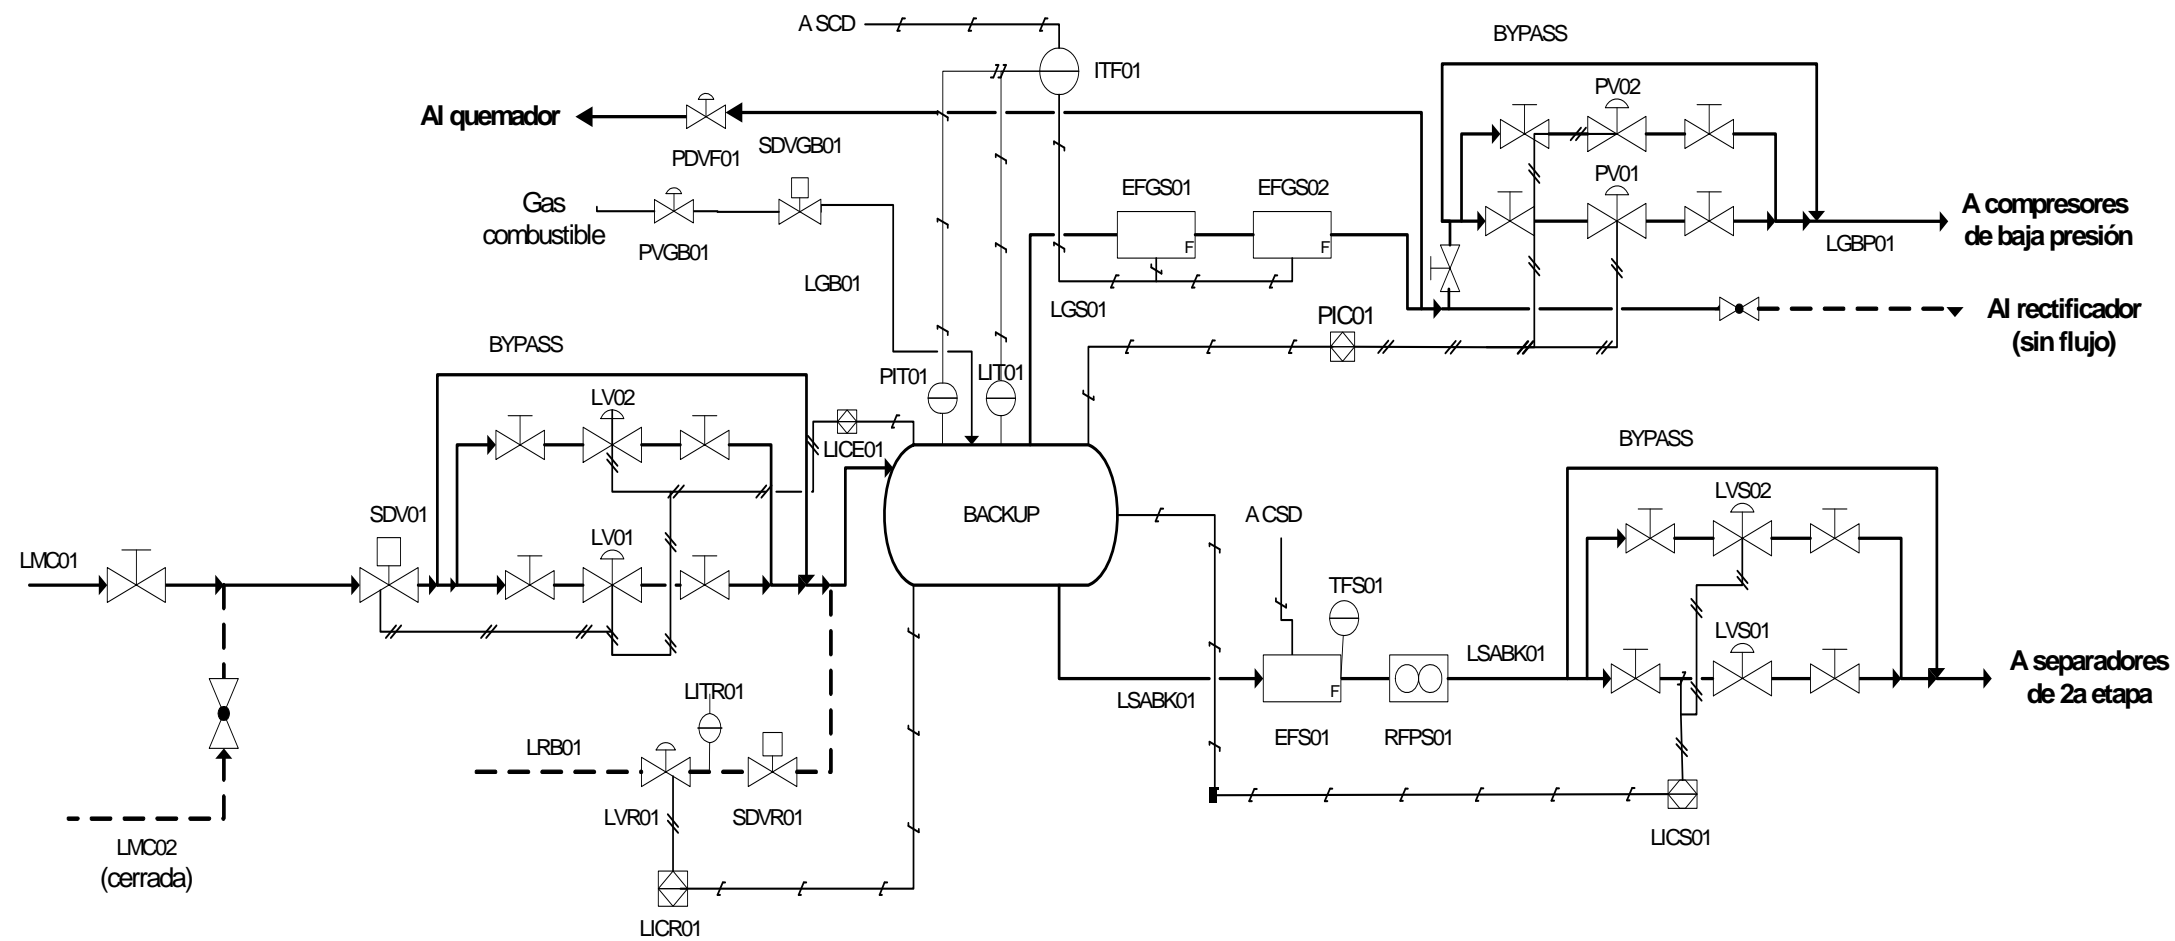 A SCD
BYPASS
ITF01
PV02
Al quemador
PDVF01
SDVGB01
EFGS01
EFGS02
PV01
Gas
combustible
PVGB01
A compresores
de baja presión
LGBP01
LGB01
LGS01
F
F
PIC01
Al rectificador
(sin flujo)
BYPASS
PIT01
LIT01
LV02
LICE01
BYPASS
SDV01
LV01
BACKUP
A CSD
LVS02
LMC01
TFS01
LVS01
LSABK01
A separadores
de 2a etapa
LITR01
LSABK01
F
EFS01
RFPS01
LRB01
LVR01
SDVR01
LICS01
LMC02
(cerrada)
LICR01